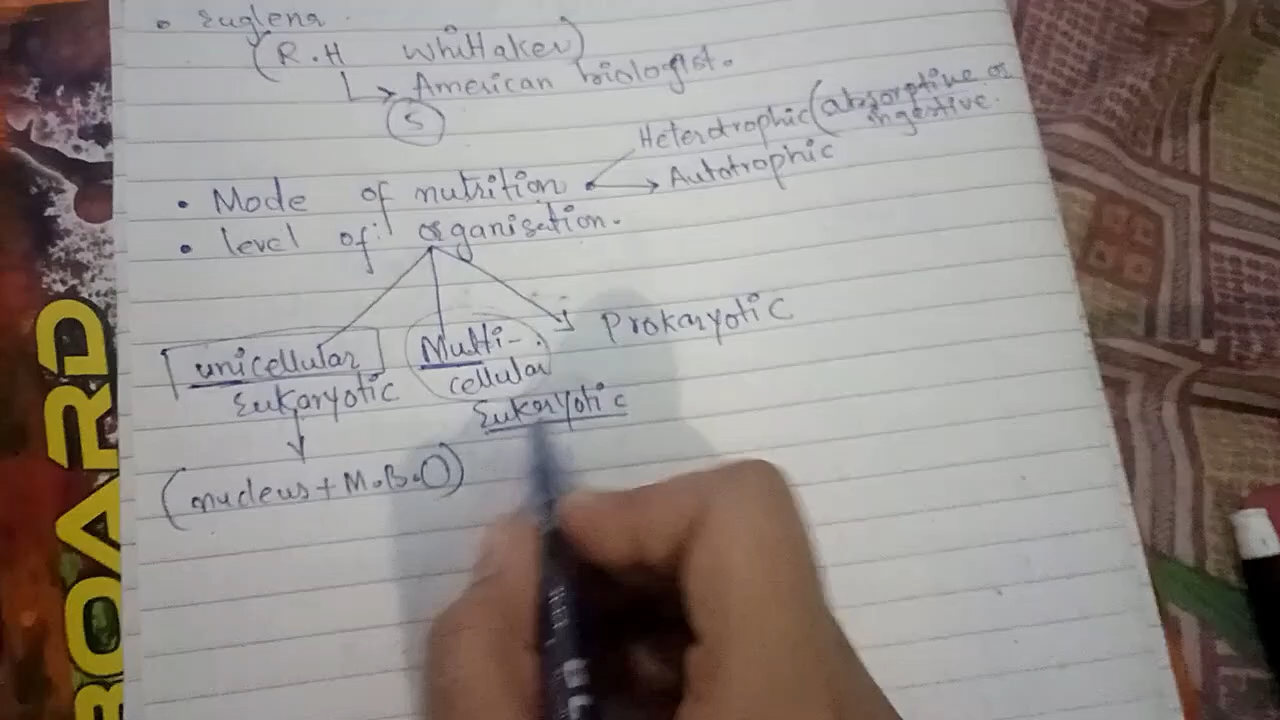 • Euglena.
(R.H Whittaker)
American biologist.
5
Heterotrophic (absorptive or
ingestive.
• Mode of nutrition
Autotrophic
• level of organisation.
unicellular
Eukaryotic
Multi-
cellular
Eukaryotic
Prokaryotic
(nucleus + M.B.O)
BOARD